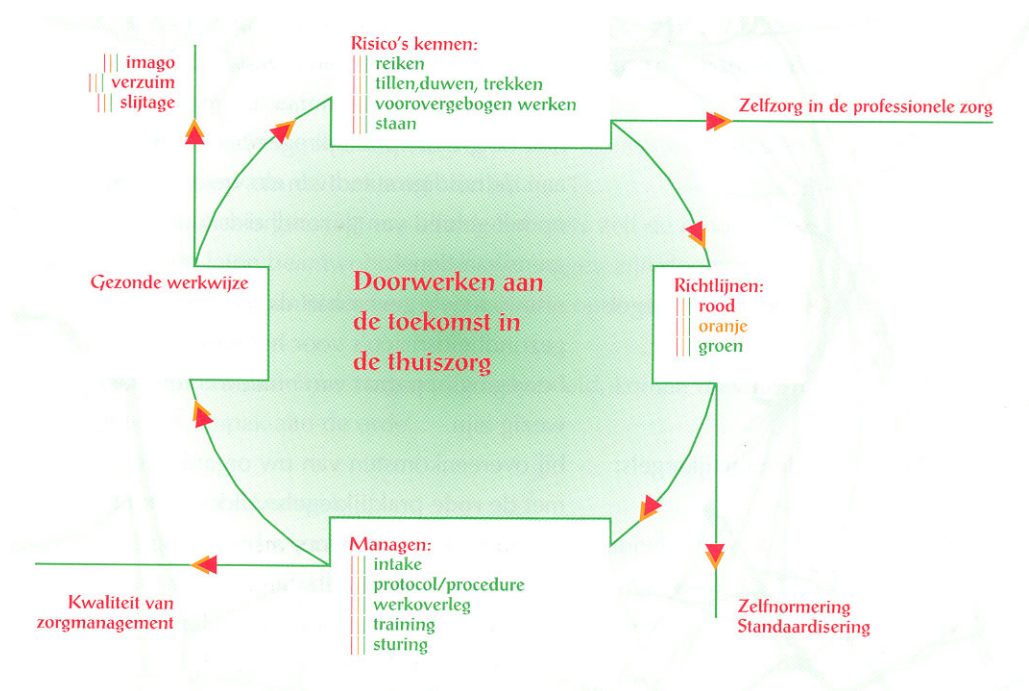 Risico's kennen:
reiken
tillen,duwen, trekken
voorovergebogen werken
staan
imago
verzuim
slijtage
Zelfzorg in de professionele zorg
Gezonde werkwijze
Doorwerken aan
de toekomst in
de thuiszorg
Richtlijnen:
rood
oranje
groen
Managen:
intake
protocol/procedure
werkoverleg
training
sturing
Kwaliteit van
zorgmanagement
Zelfnormering
Standaardisering